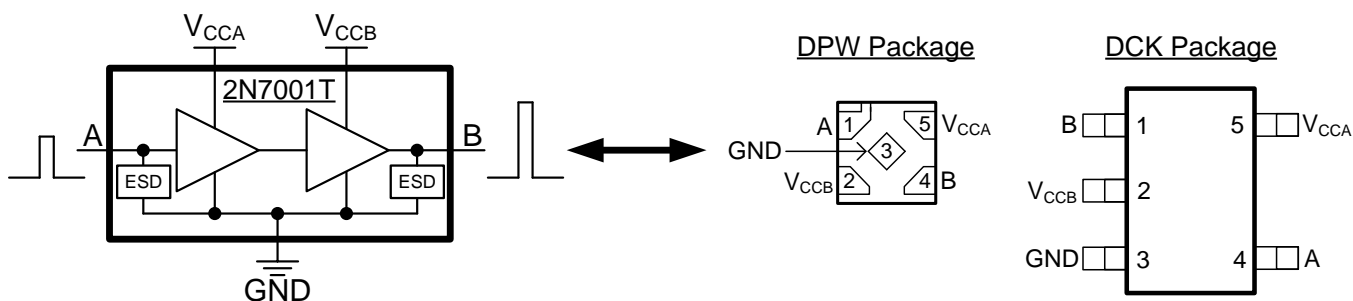 VCCA
VCCB
2N7001T
A
B
ESD
ESD
GND
DPW Package
A
1
5
VCCA
GND
3
VCCB
2
4
B
DCK Package
B
1
5
VCCA
VCCB
2
GND
3
4
A